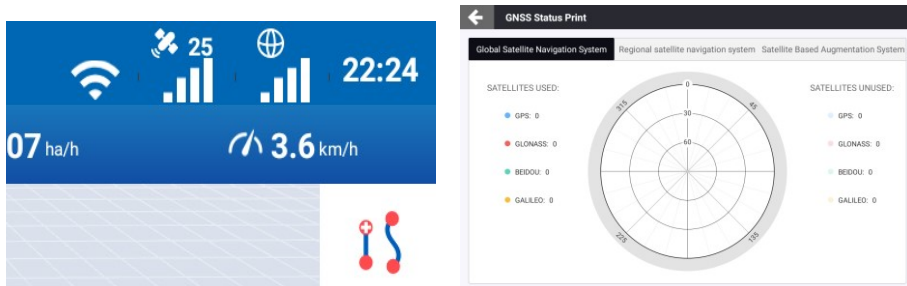 25
22:24
07 ha/h
3.6 km/h
GNSS Status Print
Global Satellite Navigation System
Regional satellite navigation system
Satellite Based Augmentation System
SATELLITES USED:
GPS: 0
GLONASS: 0
BEIDOU: 0
GALILEO: 0
0
30
60
315
45
225
135
SATELLITES UNUSED:
GPS: 0
GLONASS: 0
BEIDOU: 0
GALILEO: 0